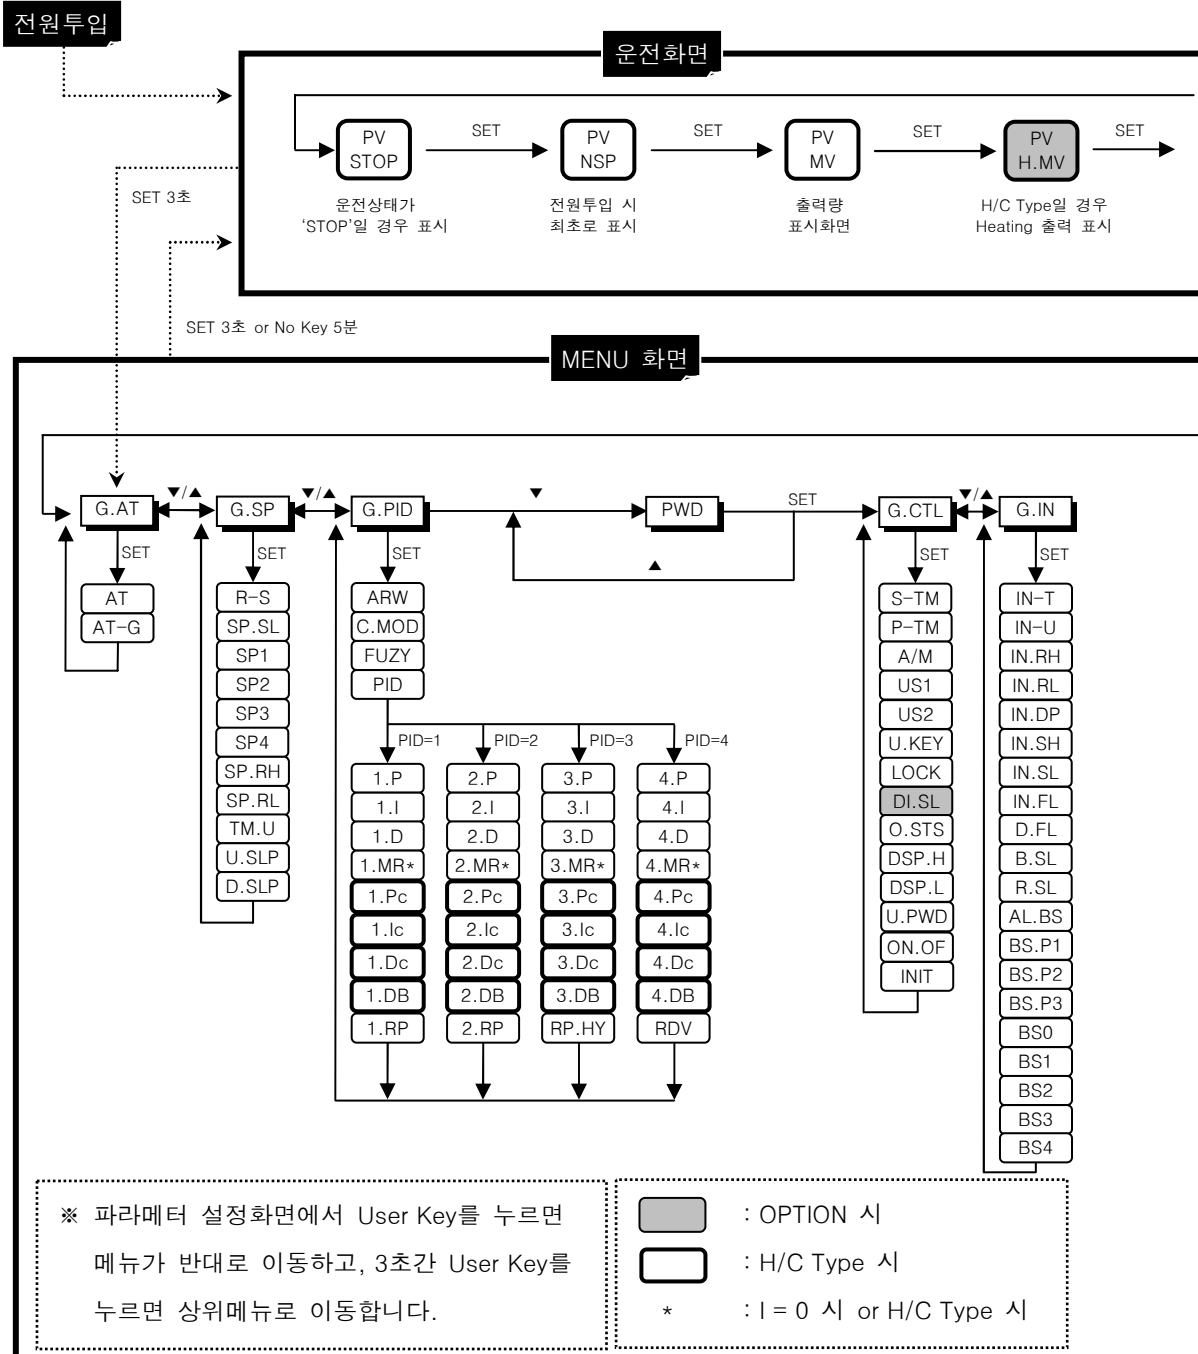 전원투입
운전화면
PV
STOP
SET
PV
NSP
SET
PV
MV
SET
PV
H.MV
SET
운전상태가
‘STOP’일 경우 표시
전원투입 시
최초로 표시
출력량
표시화면
H/C Type일 경우
Heating 출력 표시
SET 3초
SET 3초 or No Key 5분
MENU 화면
G.AT
▼/▲
G.SP
▼/▲
G.PID
▼
▲
PWD
SET
G.CTL
▼/▲
G.IN
SET
AT
AT-G
SET
R-S
SP.SL
SP1
SP2
SP3
SP4
SP.RH
SP.RL
TM.U
U.SLP
D.SLP
SET
ARW
C.MOD
FUZY
PID
PID=1
1.P
1.I
1.D
1.MR*
1.Pc
1.Ic
1.Dc
1.DB
1.RP
PID=2
2.P
2.I
2.D
2.MR*
2.Pc
2.Ic
2.Dc
2.DB
2.RP
PID=3
3.P
3.I
3.D
3.MR*
3.Pc
3.Ic
3.Dc
3.DB
RP.HY
PID=4
4.P
4.I
4.D
4.MR*
4.Pc
4.Ic
4.Dc
4.DB
RDV
SET
S-TM
P-TM
A/M
US1
US2
U.KEY
LOCK
DI.SL
O.STS
DSP.H
DSP.L
U.PWD
ON.OF
INIT
SET
IN-T
IN-U
IN.RH
IN.RL
IN.DP
IN.SH
IN.SL
IN.FL
D.FL
B.SL
R.SL
AL.BS
BS.P1
BS.P2
BS.P3
BS0
BS1
BS2
BS3
BS4
※ 파라메터 설정화면에서 User Key를 누르면
메뉴가 반대로 이동하고, 3초간 User Key를
누르면 상위메뉴로 이동합니다.
: OPTION 시
: H/C Type 시
* : I = 0 시 or H/C Type 시